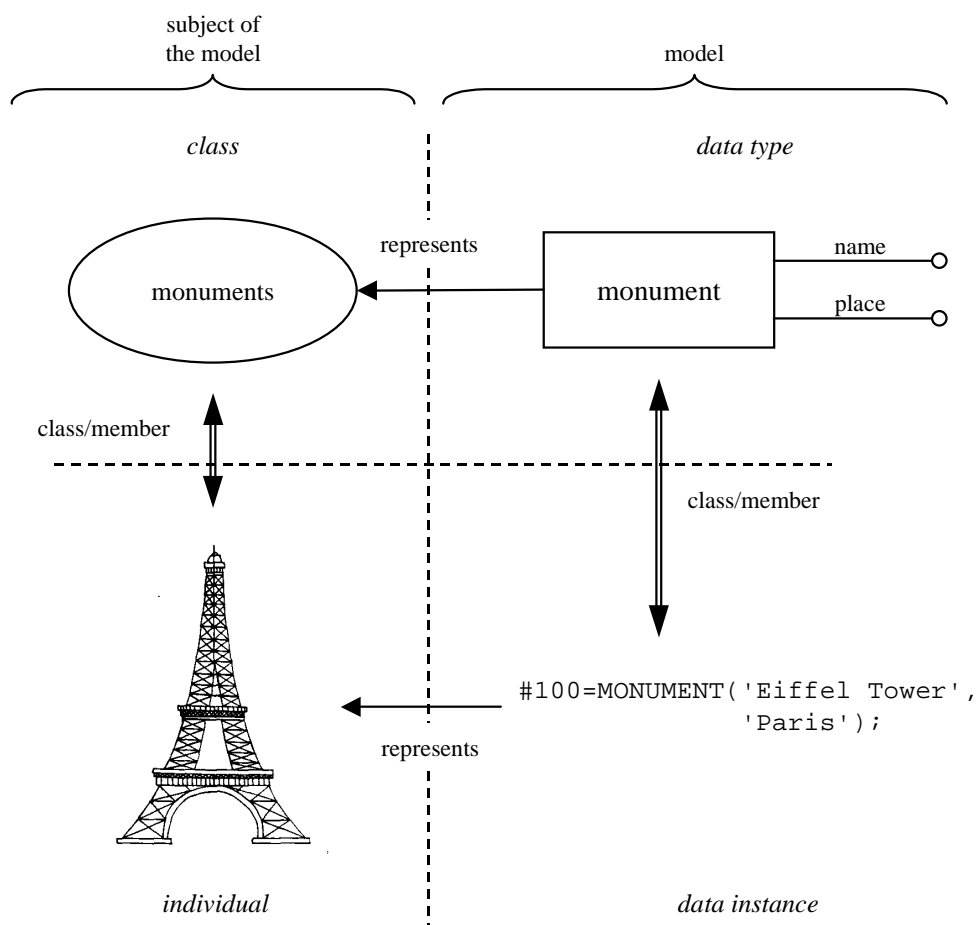 subject of
the model
model
class
data type
monuments
represents
monument
name
place
class/member
class/member
#100=MONUMENT('Eiffel Tower',
'Paris');
represents
individual
data instance